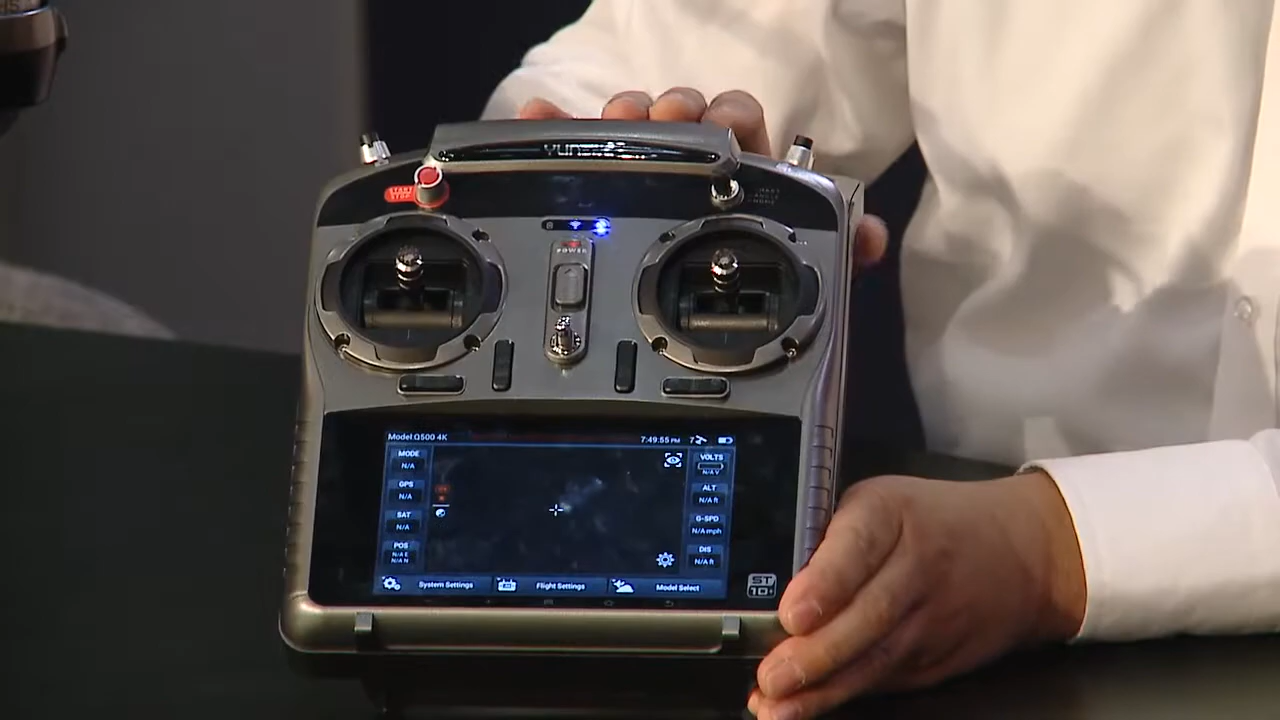 START
STOP
POWER
Model Q500 4K
7:49:55 PM
7
MODE
N/A
GPS
N/A
SAT
N/A
POS
N/A E
N/A N
VOLTS
N/A V
ALT
N/A ft
G-SPD
N/A mph
DIS
N/A ft
System Settings
Flight Settings
Model Select
ST
10+